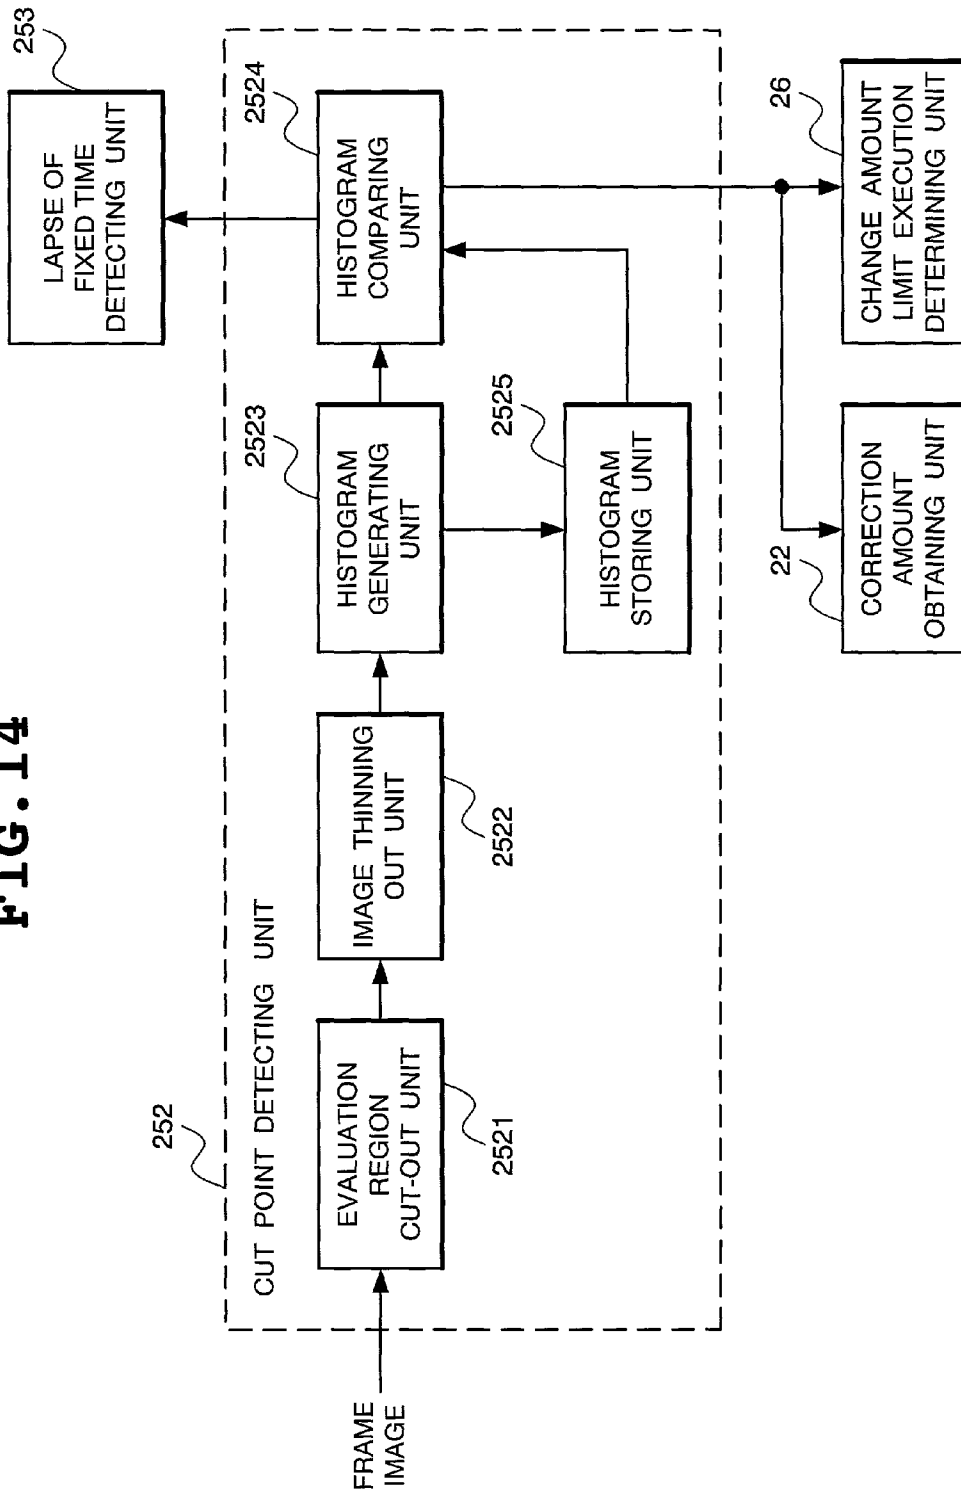 FIG.14
253
LAPSE OF
FIXED TIME
DETECTING UNIT
252
CUT POINT DETECTING UNIT
FRAME
IMAGE
EVALUATION
REGION
CUT-OUT UNIT
2521
IMAGE THINNING
OUT UNIT
2522
2523
HISTOGRAM
GENERATING
UNIT
2524
HISTOGRAM
COMPARING
UNIT
2525
HISTOGRAM
STORING UNIT
22
CORRECTION
AMOUNT
OBTAINING UNIT
26
CHANGE AMOUNT
LIMIT EXECUTION
DETERMINING UNIT